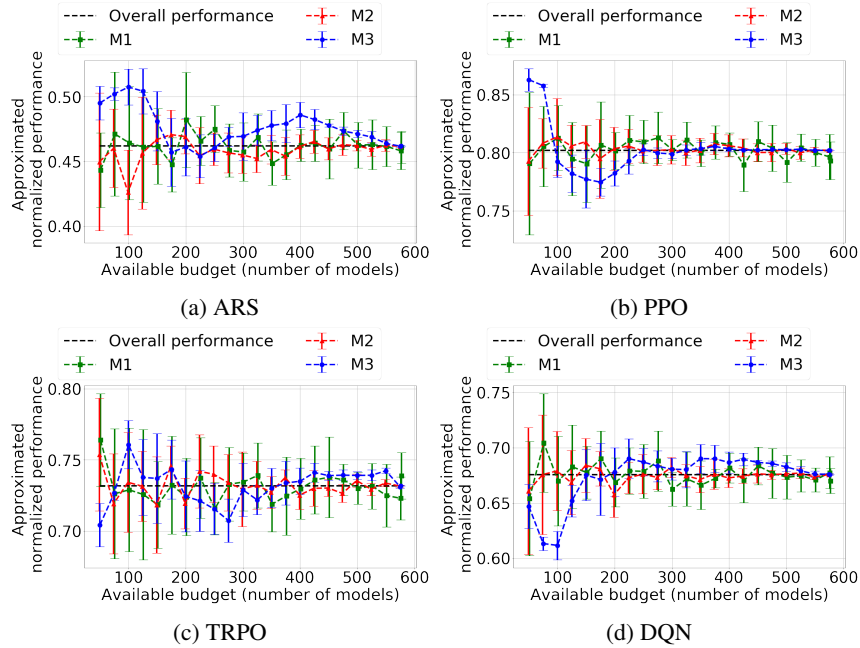 Overall performance
M1
M2
M3
Approximated
normalized performance
0.50
0.45
0.40
100 200 300 400 500 600
Available budget (number of models)
(a) ARS
Overall performance
M1
M2
M3
Approximated
normalized performance
0.85
0.80
0.75
100 200 300 400 500 600
Available budget (number of models)
(b) PPO
Overall performance
M1
M2
M3
Approximated
normalized performance
0.80
0.75
0.70
100 200 300 400 500 600
Available budget (number of models)
(c) TRPO
Overall performance
M1
M2
M3
Approximated
normalized performance
0.75
0.70
0.65
0.60
100 200 300 400 500 600
Available budget (number of models)
(d) DQN